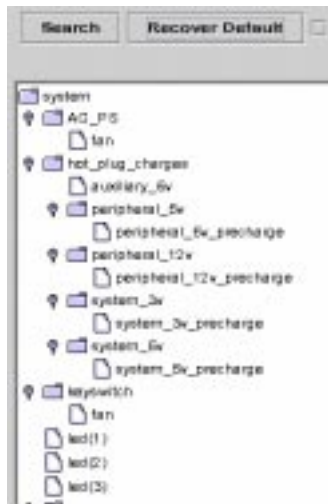 Search Recover Default
system
AC_PS
fan
hot_plug_charges
auxiliary_5v
peripheral_5v
peripheral_5v_precharge
peripheral_12v
peripheral_12v_precharge
system_3v
system_3v_precharge
system_5v
system_5v_precharge
keyswitch
fan
led(1)
led(2)
led(3)